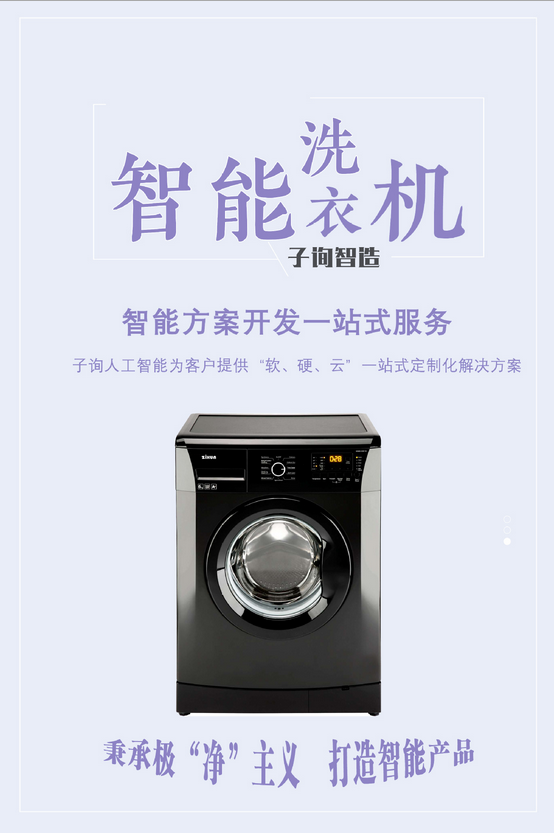 智能洗衣机
子询智造
智能方案开发一站式服务
子询人工智能为客户提供“软、硬、云”一站式定制化解决方案
ZIXUN
028
秉承极“净”主义 打造智能产品